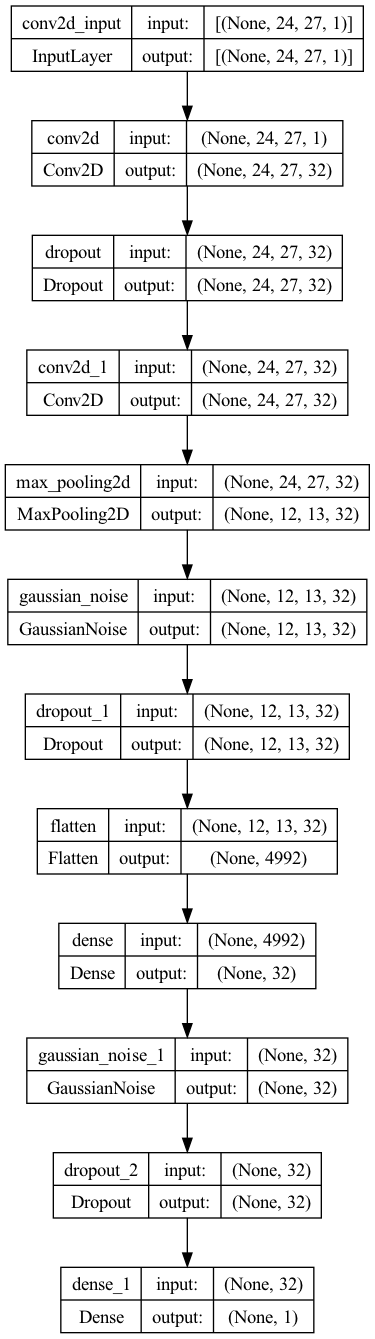 conv2d_input input: [(None, 24, 27, 1)]
InputLayer output: [(None, 24, 27, 1)]
conv2d input: (None, 24, 27, 1)
Conv2D output: (None, 24, 27, 32)
dropout input: (None, 24, 27, 32)
Dropout output: (None, 24, 27, 32)
conv2d_1 input: (None, 24, 27, 32)
Conv2D output: (None, 24, 27, 32)
max_pooling2d input: (None, 24, 27, 32)
MaxPooling2D output: (None, 12, 13, 32)
gaussian_noise input: (None, 12, 13, 32)
GaussianNoise output: (None, 12, 13, 32)
dropout_1 input: (None, 12, 13, 32)
Dropout output: (None, 12, 13, 32)
flatten input: (None, 12, 13, 32)
Flatten output: (None, 4992)
dense input: (None, 4992)
Dense output: (None, 32)
gaussian_noise_1 input: (None, 32)
GaussianNoise output: (None, 32)
dropout_2 input: (None, 32)
Dropout output: (None, 32)
dense_1 input: (None, 32)
Dense output: (None, 1)